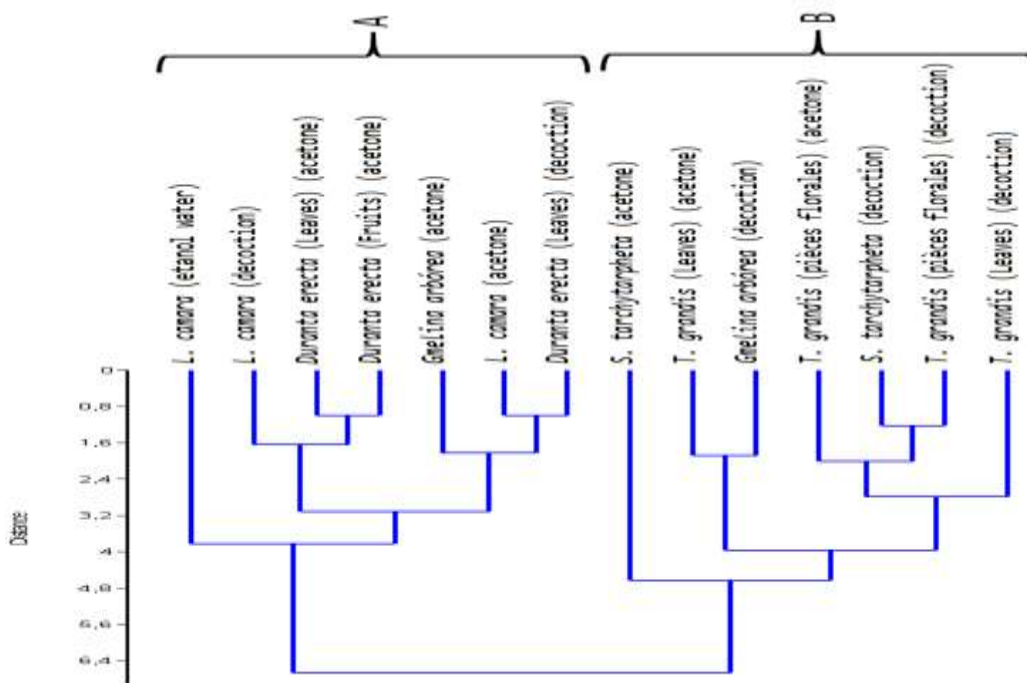 A
B
L. camara (etanol water)
L. camara (decoction)
Duranta erecta (Leaves) (acetone)
Duranta erecta (Fruits) (acetone)
Gmelina arbórea (acetone)
L. camara (acetone)
Duranta erecta (Leaves) (decoction)
S. tarchytarpheta (acetone)
T. grandis (Leaves) (acetone)
Gmelina arbórea (decoction)
T. grandis (pièces florales) (acetone)
S. tarchytarpheta (decoction)
T. grandis (pièces florales) (decoction)
T. grandis (Leaves) (decoction)
0
0,8
1,6
2,4
3,2
4
4,8
5,6
6,4
Distance